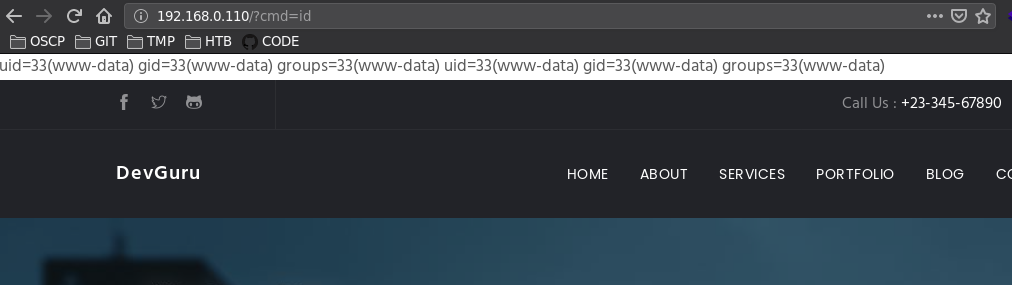 192.168.0.110/?cmd=id
OSCP GIT TMP HTB CODE
uid=33(www-data) gid=33(www-data) groups=33(www-data) uid=33(www-data) gid=33(www-data) groups=33(www-data)
Call Us : +23-345-67890
DevGuru HOME ABOUT SERVICES PORTFOLIO BLOG